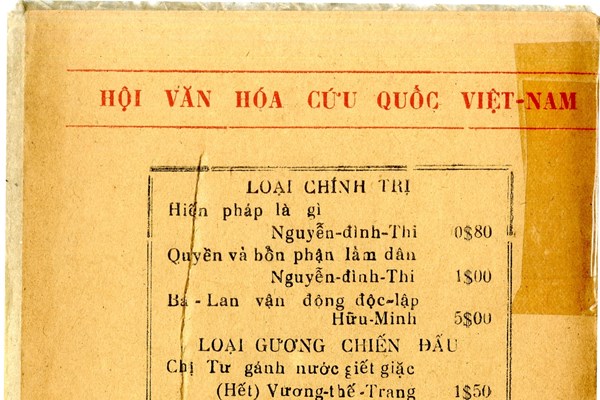 HỘI VĂN HÓA CỨU QUỐC VIỆT-NAM
LOẠI CHÍNH TRỊ
Hiến pháp là gì
Nguyễn-đình-Thi 0$80
Quyền và bổn phận làm dân
Nguyễn-đình-Thi 1$00
Ba-Lan vận động độc-lập
Hữu-Minh 5$00
LOẠI GƯƠNG CHIẾN ĐẤU
Chị Tư gánh nước giết giặc
(Hết) Vương-thế-Trang 1$50